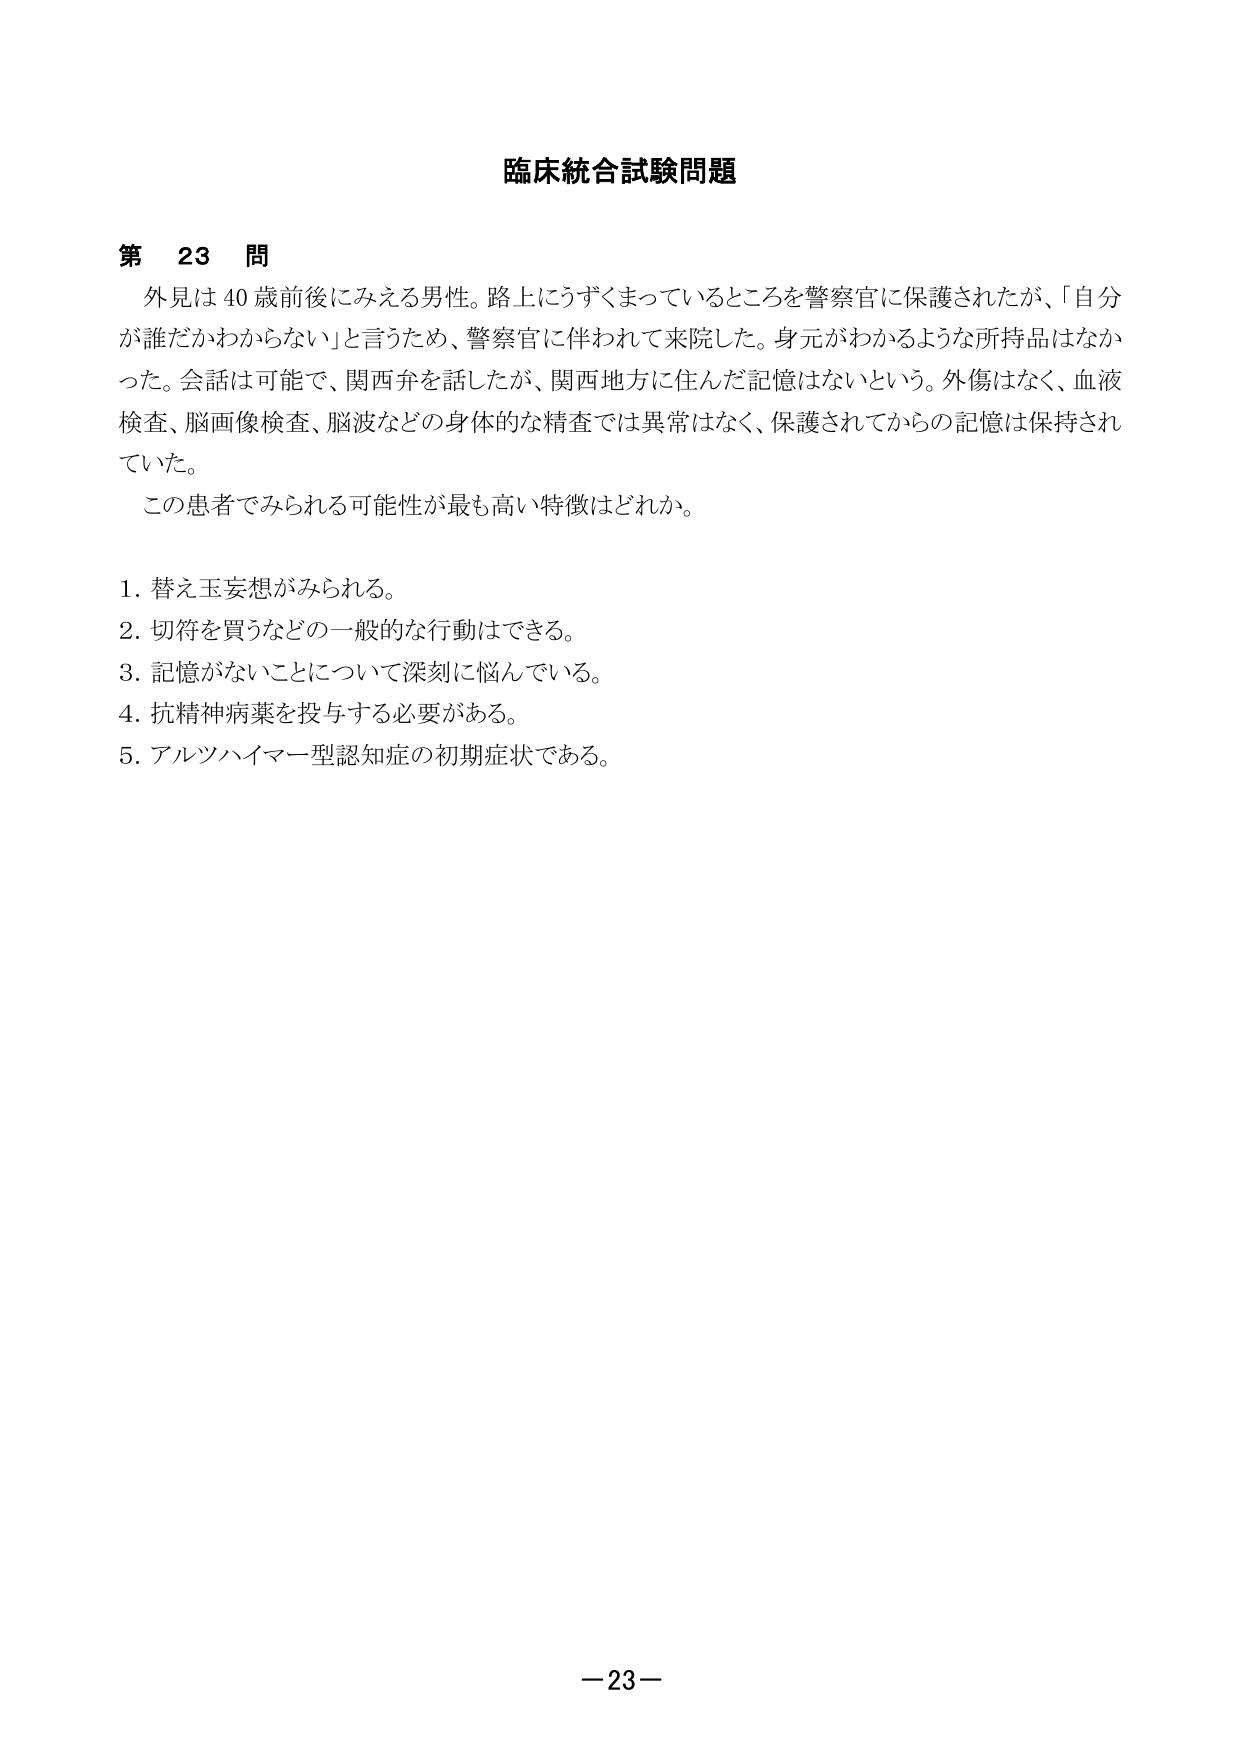 臨床統合試験問題
第 23 問
外見は 40 歳前後にみえる男性。路上にうずくまっているところを警察官に保護されたが、「自分
が誰だかわからない」と言うため、警察官に伴われて来院した。身元がわかるような所持品はなか
った。会話は可能で、関西弁を話したが、関西地方に住んだ記憶はないという。外傷はなく、血液
検査、脳画像検査、脳波などの身体的な精査では異常はなく、保護されてからの記憶は保持され
ていた。
この患者でみられる可能性が最も高い特徴はどれか。
1. 替え玉妄想がみられる。
2. 切符を買うなどの一般的な行動はできる。
3. 記憶がないことについて深刻に悩んでいる。
4. 抗精神病薬を投与する必要がある。
5. アルツハイマー型認知症の初期症状である。
－23－